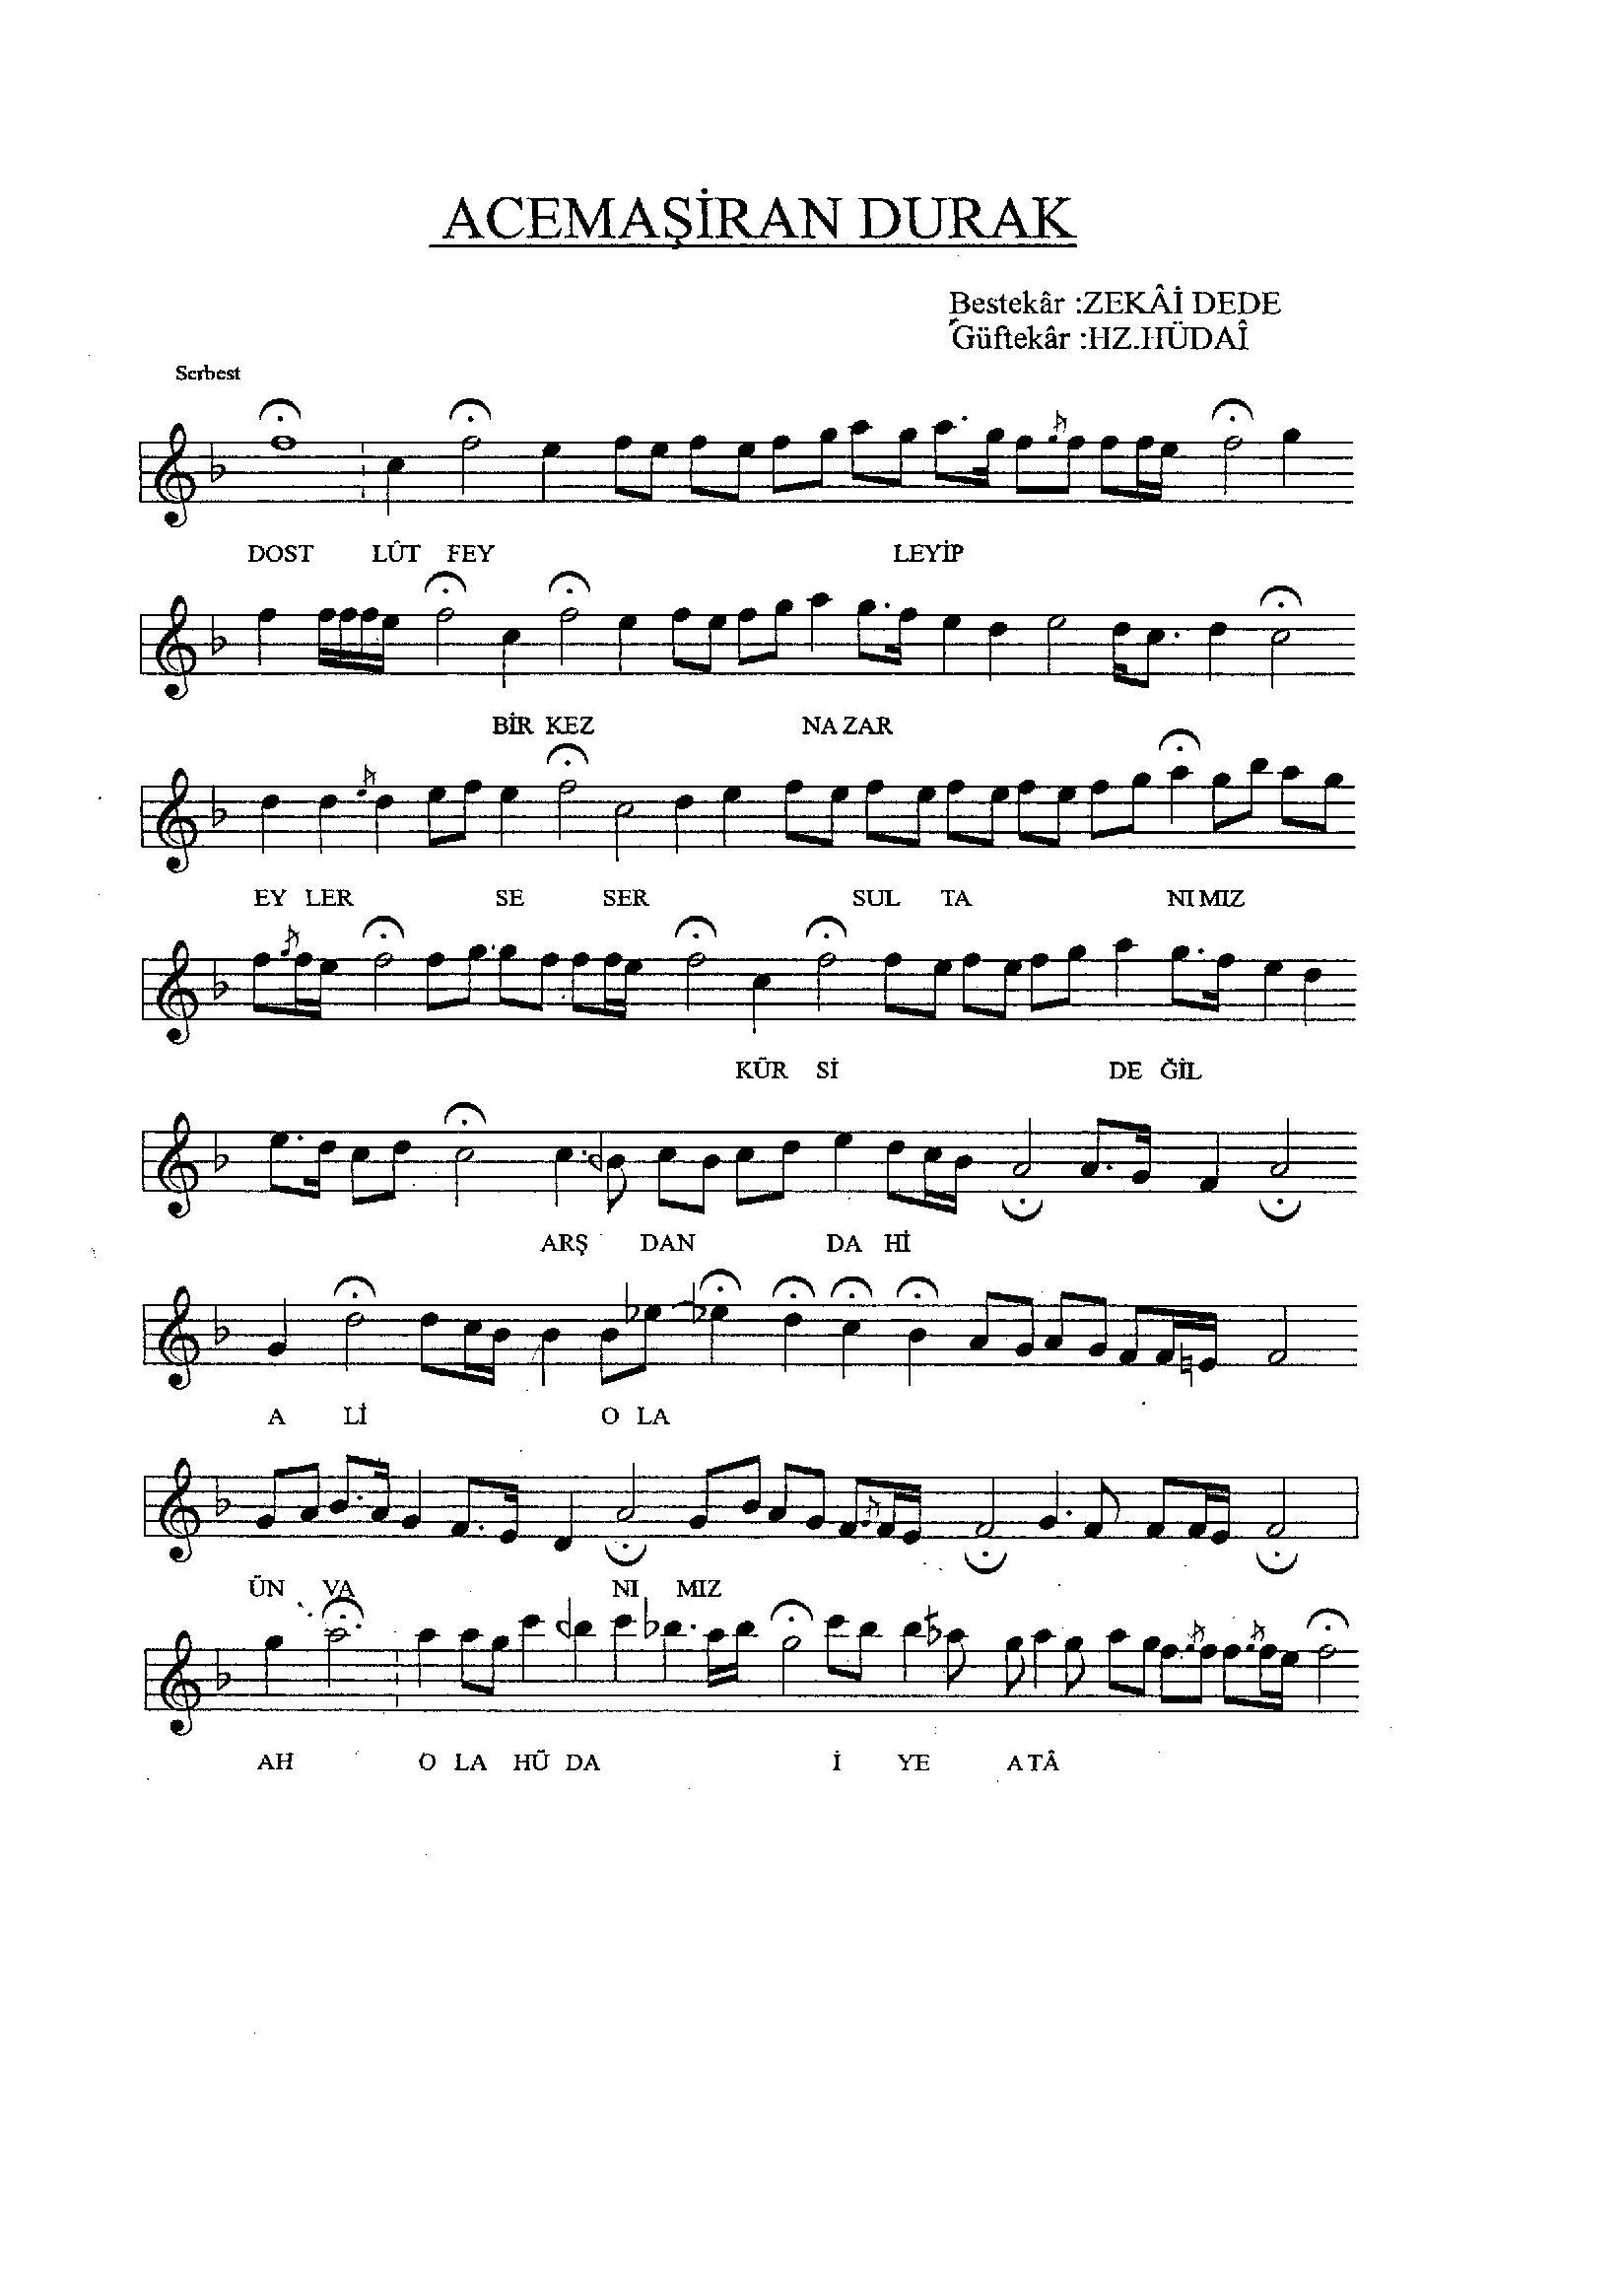 ACEMAŞİRAN DURAK
Bestekâr :ZEKÂİ DEDE
Güftekâr :HZ.HÜDAÎ
Serbest
DOST LÛT FEY LEYİP
BİR KEZ NA ZAR
EY LER SE SER SUL TA NI MIZ
KÜR Sİ DE ĞİL
ARŞ DAN DA Hİ
A Lİ O LA
ÜN VA NI MIZ
AH O LA HÜ DA İ YE A TÂ